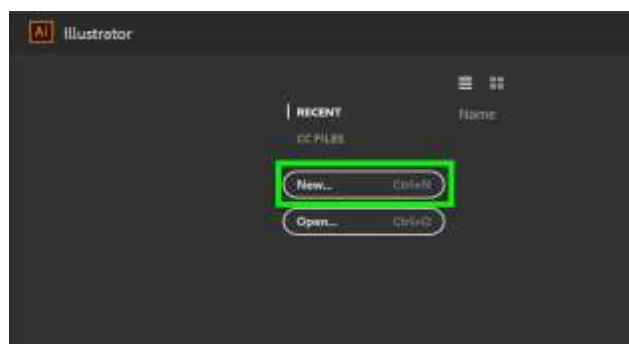 Ai Illustrator
RECENT
Name
CC FILES
New... Ctrl+N
Open... Ctrl+O